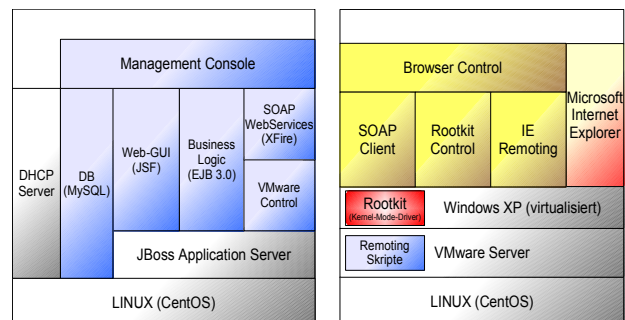 Management Console
DHCP
Server
DB
(MySQL)
Web-GUI
(JSF)
Business
Logic
(EJB 3.0)
SOAP
WebServices
(XFire)
VMware
Control
JBoss Application Server
LINUX (CentOS)
Browser Control
Microsoft
Internet
Explorer
SOAP
Client
Rootkit
Control
IE
Remoting
Rootkit
(Kernel-Mode-Driver)
Windows XP (virtualisiert)
Remoting
Skripte
VMware Server
LINUX (CentOS)